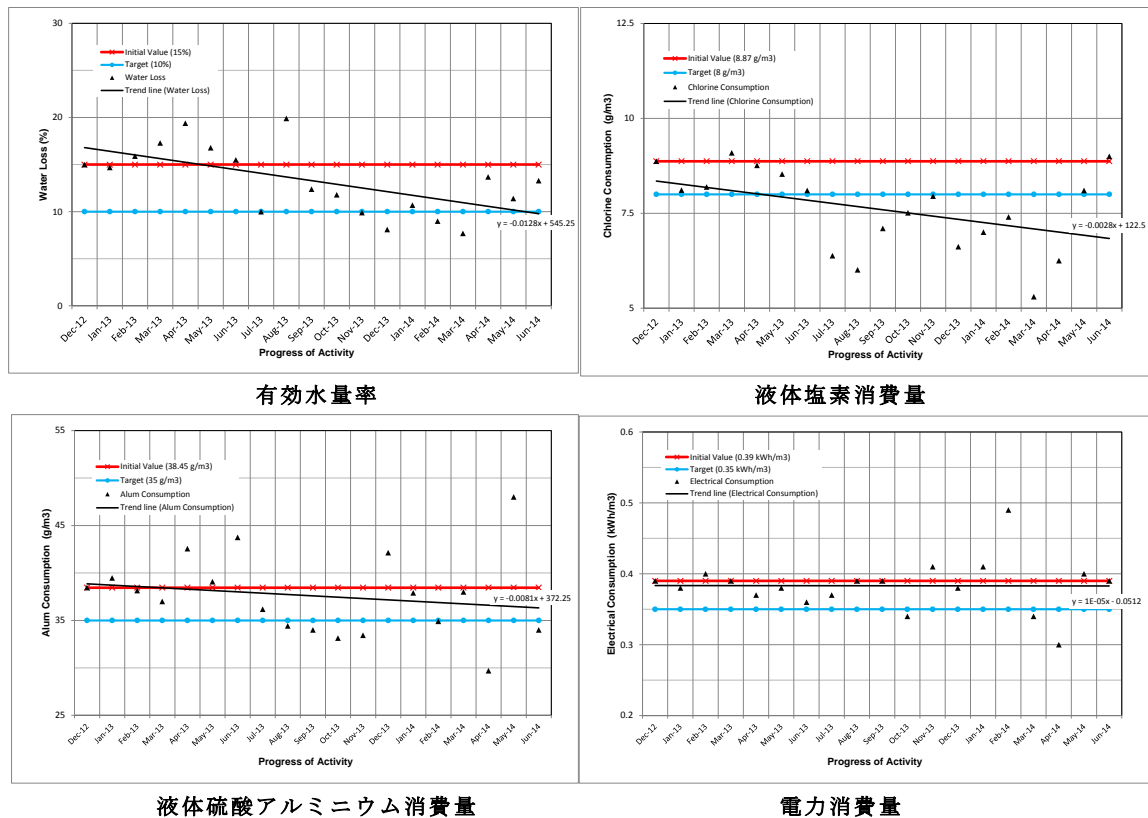 30
20
10
0
Water Loss (%)
Initial Value (15%)
Target (10%)
Water Loss
Trend line (Water Loss)
y = -0.0128x + 545.25
Dec-12
Jan-13
Feb-13
Mar-13
Apr-13
May-13
Jun-13
Jul-13
Aug-13
Sep-13
Oct-13
Nov-13
Dec-13
Jan-14
Feb-14
Mar-14
Apr-14
May-14
Jun-14
Progress of Activity
有効水量率
12.5
10
7.5
5
Chlorine Consumption (g/m3)
Initial Value (8.87 g/m3)
Target (8 g/m3)
Chlorine Consumption
Trend line (Chlorine Consumption)
y = -0.0028x + 122.5
Dec-12
Jan-13
Feb-13
Mar-13
Apr-13
May-13
Jun-13
Jul-13
Aug-13
Sep-13
Oct-13
Nov-13
Dec-13
Jan-14
Feb-14
Mar-14
Apr-14
May-14
Jun-14
Progress of Activity
液体塩素消費量
55
45
35
25
Alum Consumption (g/m3)
Initial Value (38.45 g/m3)
Target (35 g/m3)
Alum Consumption
Trend line (Alum Consumption)
y = -0.0081x + 372.25
Dec-12
Jan-13
Feb-13
Mar-13
Apr-13
May-13
Jun-13
Jul-13
Aug-13
Sep-13
Oct-13
Nov-13
Dec-13
Jan-14
Feb-14
Mar-14
Apr-14
May-14
Jun-14
Progress of Activity
液体硫酸アルミニウム消費量
0.6
0.5
0.4
0.3
0.2
Electrical Consumption (kWh/m3)
Initial Value (0.39 kWh/m3)
Target (0.35 kWh/m3)
Electrical Consumption
Trend line (Electrical Consumption)
y = 1E-05x - 0.0512
Dec-12
Jan-13
Feb-13
Mar-13
Apr-13
May-13
Jun-13
Jul-13
Aug-13
Sep-13
Oct-13
Nov-13
Dec-13
Jan-14
Feb-14
Mar-14
Apr-14
May-14
Jun-14
Progress of Activity
電力消費量